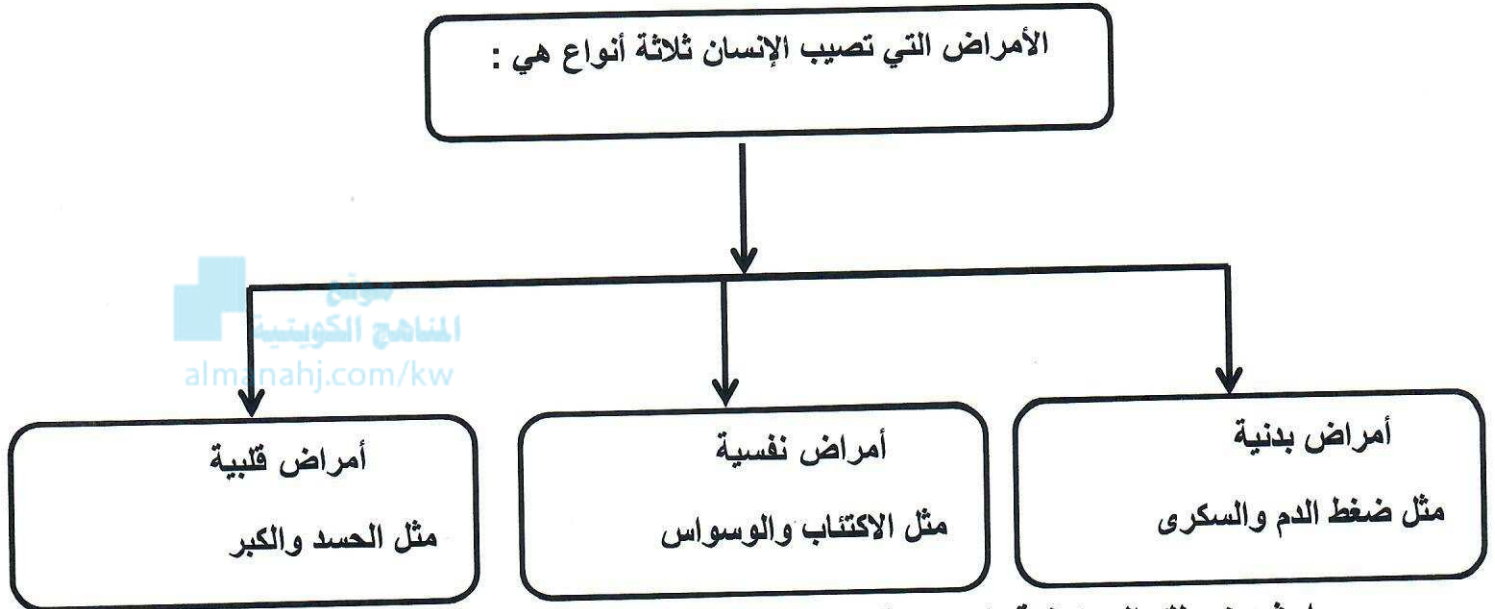 الأمراض التي تصيب الإنسان ثلاثة أنواع هي :
موقع
المناهج الكويتية
almanahj.com/kw
أمراض بدنية
مثل ضغط الدم والسكرى
أمراض نفسية
مثل الاكتئاب والوسواس
أمراض قلبية
مثل الحسد والكبر